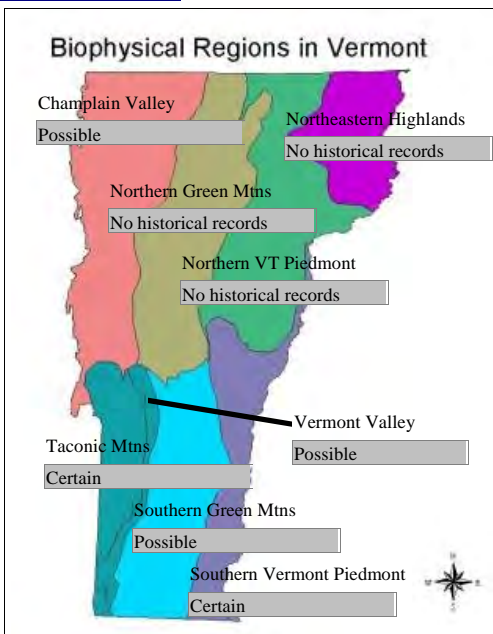 Biophysical Regions in Vermont
Champlain Valley
Possible
Northeastern Highlands
No historical records
Northern Green Mtns
No historical records
Northern VT Piedmont
No historical records
Vermont Valley
Possible
Taconic Mtns
Certain
Southern Green Mtns
Possible
Southern Vermont Piedmont
Certain